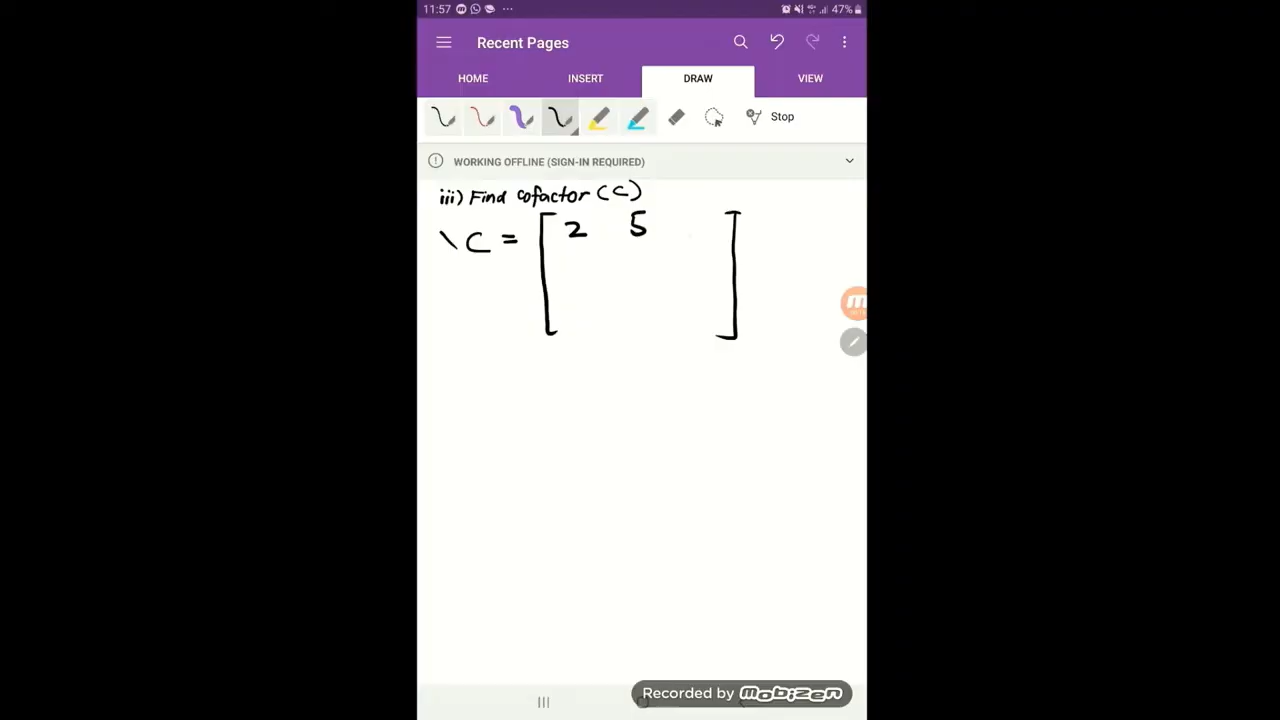 11:57 47%
Recent Pages
HOME INSERT DRAW VIEW
Stop
WORKING OFFLINE (SIGN-IN REQUIRED)
iii) Find cofactor (C)
\ C = [ 2 5 ]
Recorded by mobizen